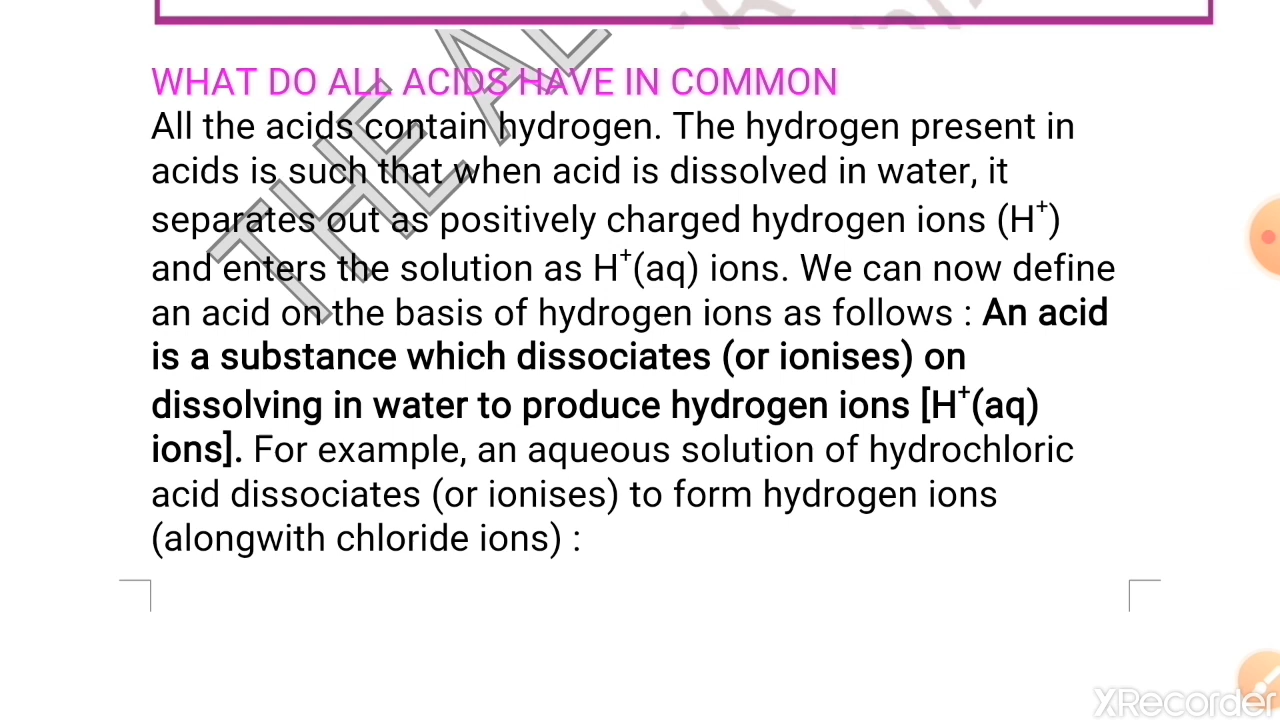 WHAT DO ALL ACIDS HAVE IN COMMON
All the acids contain hydrogen. The hydrogen present in
acids is such that when acid is dissolved in water, it
separates out as positively charged hydrogen ions (H⁺)
and enters the solution as H⁺(aq) ions. We can now define
an acid on the basis of hydrogen ions as follows : An acid
is a substance which dissociates (or ionises) on
dissolving in water to produce hydrogen ions [H⁺(aq)
ions]. For example, an aqueous solution of hydrochloric
acid dissociates (or ionises) to form hydrogen ions
(alongwith chloride ions) :
XRecorder